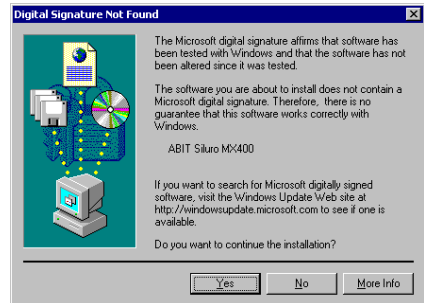 Digital Signature Not Found
The Microsoft digital signature affirms that software has
been tested with Windows and that the software has not
been altered since it was tested.
The software you are about to install does not contain a
Microsoft digital signature. Therefore, there is no
guarantee that this software works correctly with
Windows.
ABIT Siluro MX400
If you want to search for Microsoft digitally signed
software, visit the Windows Update Web site at
http://windowsupdate.microsoft.com to see if one is
available.
Do you want to continue the installation?
Yes No More Info